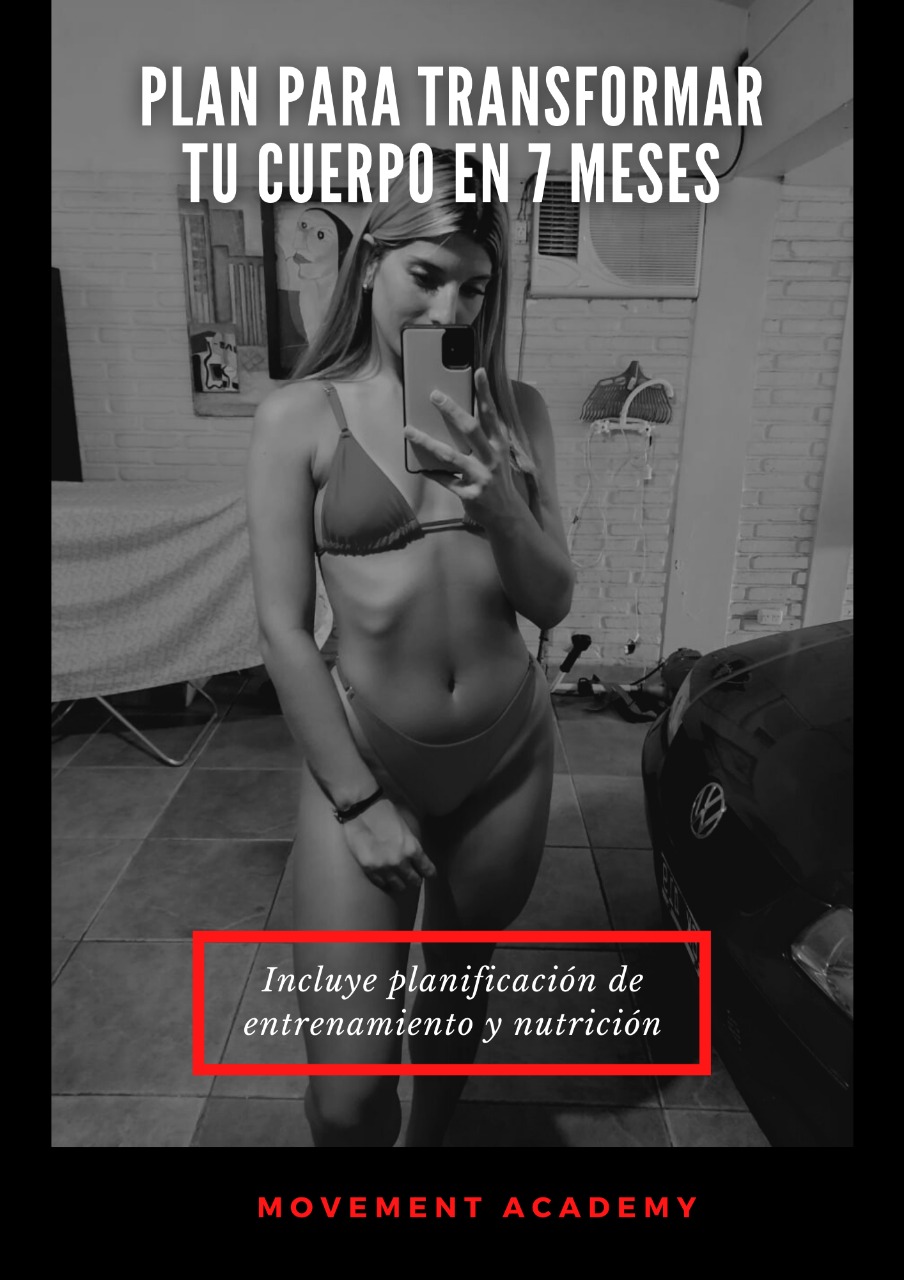 PLAN PARA TRANSFORMAR
TU CUERPO EN 7 MESES
Incluye planificación de
entrenamiento y nutrición
MOVEMENT ACADEMY